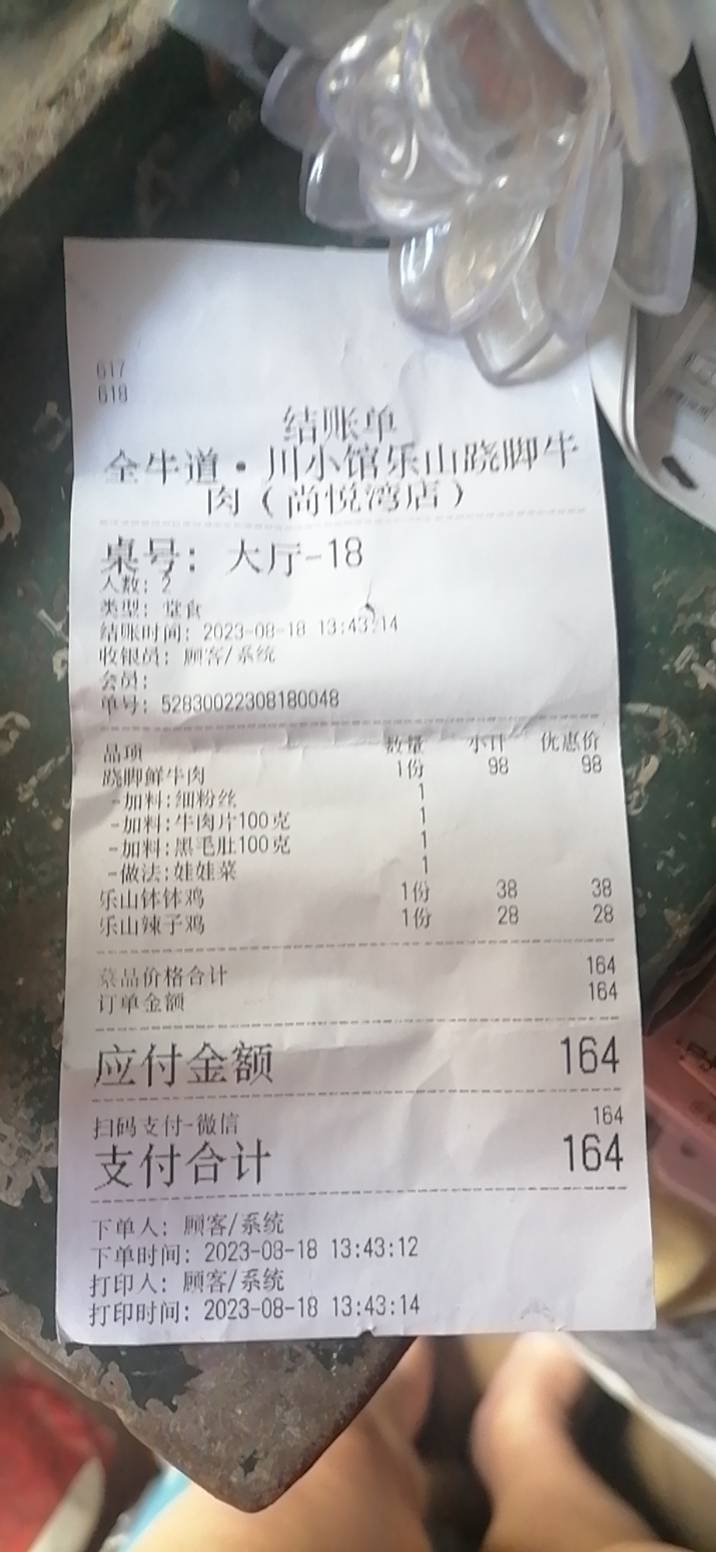 617
618
结账单
全牛道·川小馆乐山跷脚牛
肉（尚悦湾店）
桌号: 大厅-18
人数: 2
类型: 堂食
结账时间: 2023-08-18 13:43:14
收银员: 顾客/系统
会员:
单号: 52830022308180048
品项 数量 小计 优惠价
跷脚鲜牛肉 1份 98 98
-加料:细粉丝 1
-加料:牛肉片100克 1
-加料:黑毛肚100克 1
-做法:娃娃菜 1
乐山钵钵鸡 1份 38 38
乐山辣子鸡 1份 28 28
菜品价格合计 164
订单金额 164
应付金额 164
扫码支付-微信 164
支付合计 164
下单人: 顾客/系统
下单时间: 2023-08-18 13:43:12
打印人: 顾客/系统
打印时间: 2023-08-18 13:43:14